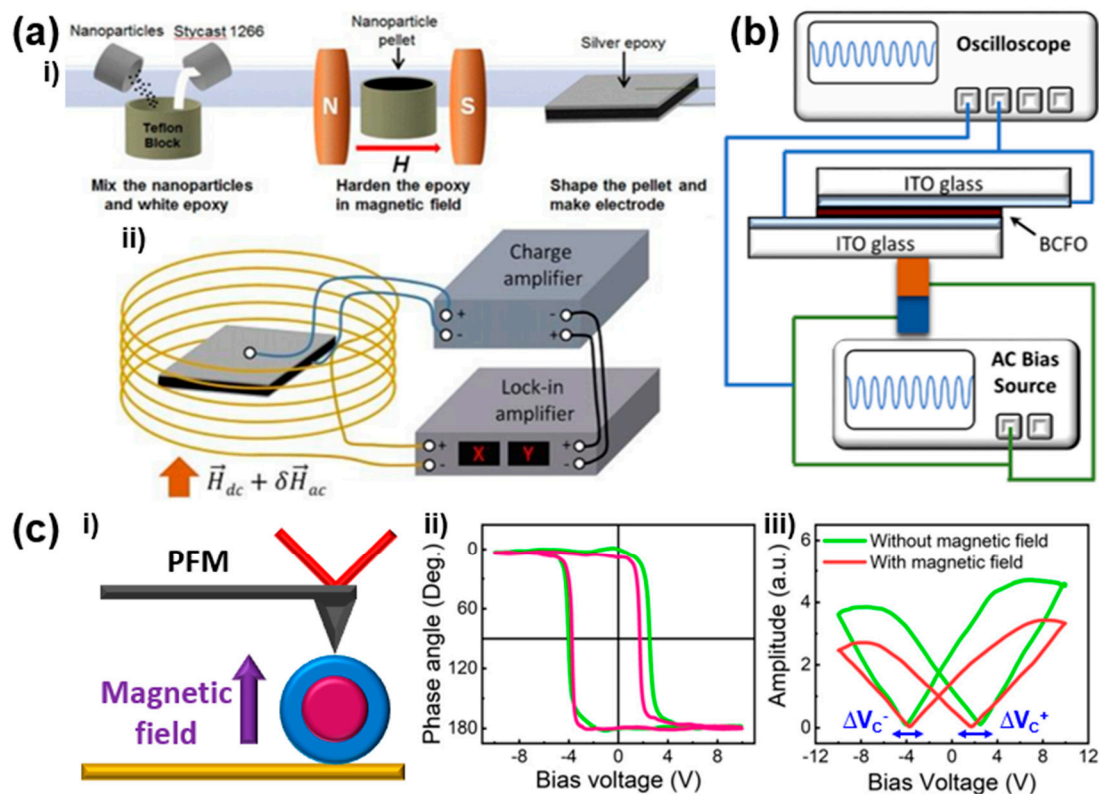 (a)
i)
Nanoparticles
Stycast 1266
Teflon
Block
Mix the nanoparticles
and white epoxy
Nanoparticle
pellet
N
S
H
Harden the epoxy
in magnetic field
Silver epoxy
Shape the pellet and
make electrode
ii)
Charge
amplifier
+
-
-
+
Lock-in
amplifier
+
-
X
Y
+
-
H⃗dc + δH⃗ac
(b)
Oscilloscope
ITO glass
BCFO
ITO glass
AC Bias
Source
(c)
i)
PFM
Magnetic
field
ii)
Phase angle (Deg.)
0
60
120
180
-8
-4
0
4
8
Bias voltage (V)
iii)
Amplitude (a.u.)
6
4
2
0
Without magnetic field
With magnetic field
ΔVC-
ΔVC+
-12
-8
-4
0
4
8
12
Bias Voltage (V)